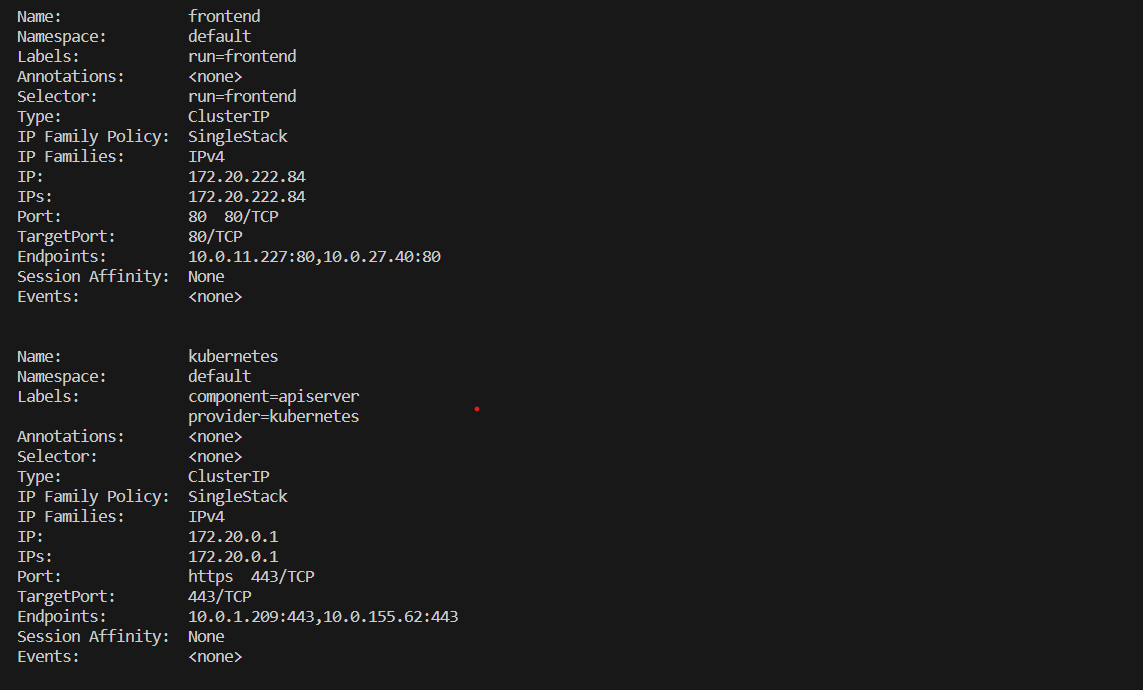 Name: frontend
Namespace: default
Labels: run=frontend
Annotations: <none>
Selector: run=frontend
Type: ClusterIP
IP Family Policy: SingleStack
IP Families: IPv4
IP: 172.20.222.84
IPs: 172.20.222.84
Port: 80 80/TCP
TargetPort: 80/TCP
Endpoints: 10.0.11.227:80,10.0.27.40:80
Session Affinity: None
Events: <none>
Name: kubernetes
Namespace: default
Labels: component=apiserver
provider=kubernetes
Annotations: <none>
Selector: <none>
Type: ClusterIP
IP Family Policy: SingleStack
IP Families: IPv4
IP: 172.20.0.1
IPs: 172.20.0.1
Port: https 443/TCP
TargetPort: 443/TCP
Endpoints: 10.0.1.209:443,10.0.155.62:443
Session Affinity: None
Events: <none>